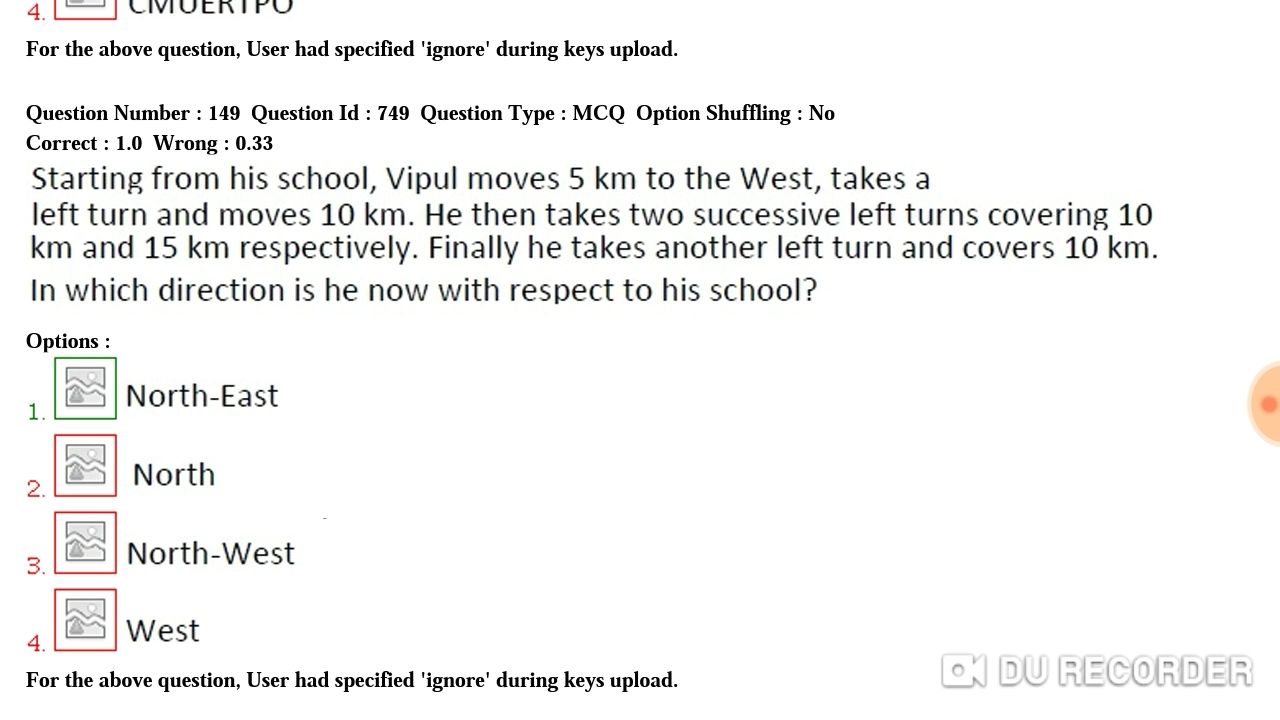 4. CMUERTPO
For the above question, User had specified 'ignore' during keys upload.
Question Number : 149 Question Id : 749 Question Type : MCQ Option Shuffling : No
Correct : 1.0 Wrong : 0.33
Starting from his school, Vipul moves 5 km to the West, takes a
left turn and moves 10 km. He then takes two successive left turns covering 10
km and 15 km respectively. Finally he takes another left turn and covers 10 km.
In which direction is he now with respect to his school?
Options :
1. North-East
2. North
3. North-West
4. West
For the above question, User had specified 'ignore' during keys upload.
DU RECORDER